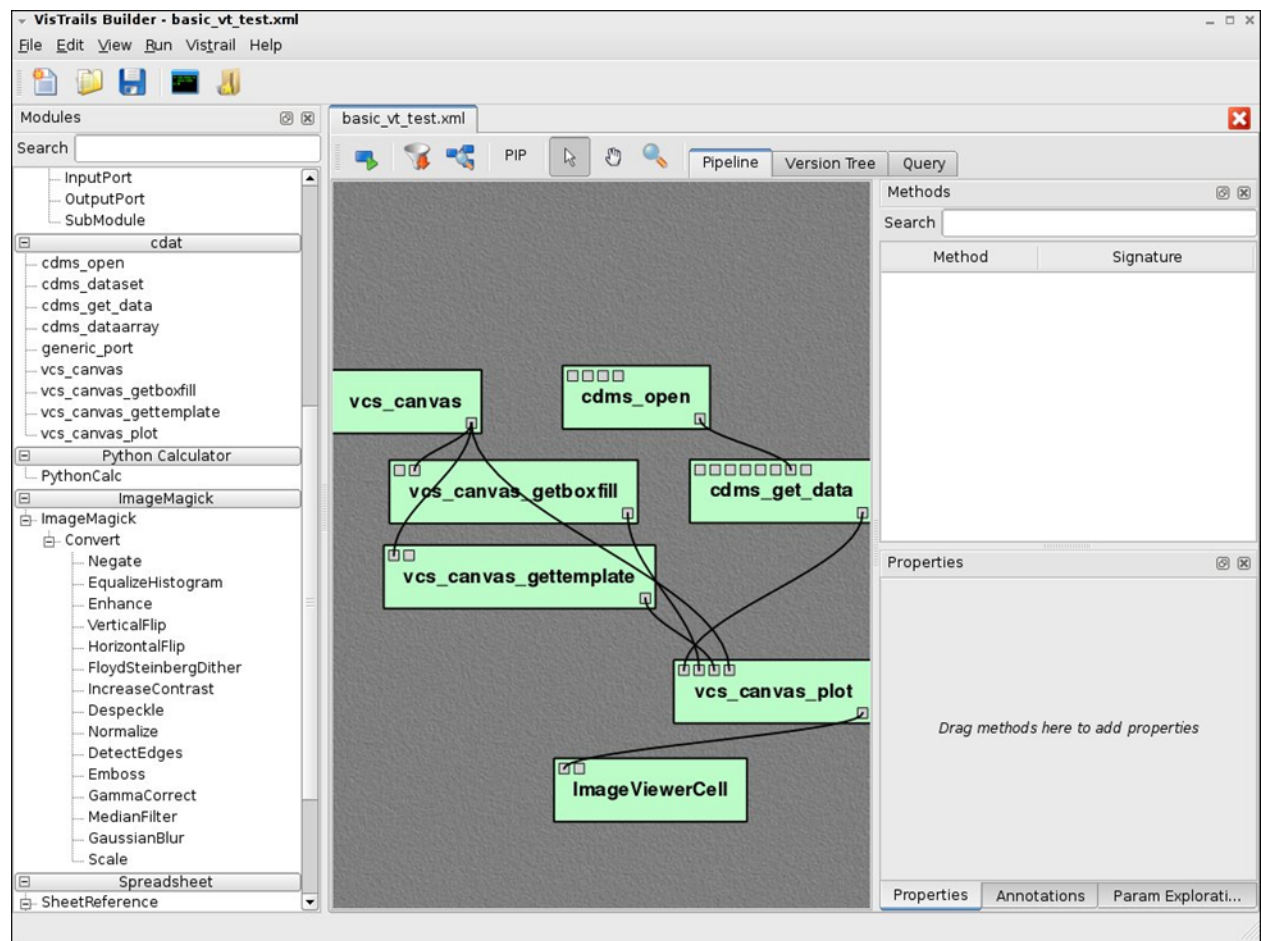 VisTrails Builder - basic_vt_test.xml
File Edit View Run Vistrail Help
Modules
Search
InputPort
OutputPort
SubModule
cdat
cdms_open
cdms_dataset
cdms_get_data
cdms_dataarray
generic_port
vcs_canvas
vcs_canvas_getboxfill
vcs_canvas_gettemplate
vcs_canvas_plot
Python Calculator
PythonCalc
ImageMagick
ImageMagick
Convert
Negate
EqualizeHistogram
Enhance
VerticalFlip
HorizontalFlip
FloydSteinbergDither
IncreaseContrast
Despeckle
Normalize
DetectEdges
Emboss
GammaCorrect
MedianFilter
GaussianBlur
Scale
Spreadsheet
SheetReference
basic_vt_test.xml
PIP Pipeline Version Tree Query
vcs_canvas
cdms_open
vcs_canvas_getboxfill
cdms_get_data
vcs_canvas_gettemplate
vcs_canvas_plot
ImageViewerCell
Methods
Search
Method Signature
Properties
Drag methods here to add properties
Properties Annotations Param Explorati...